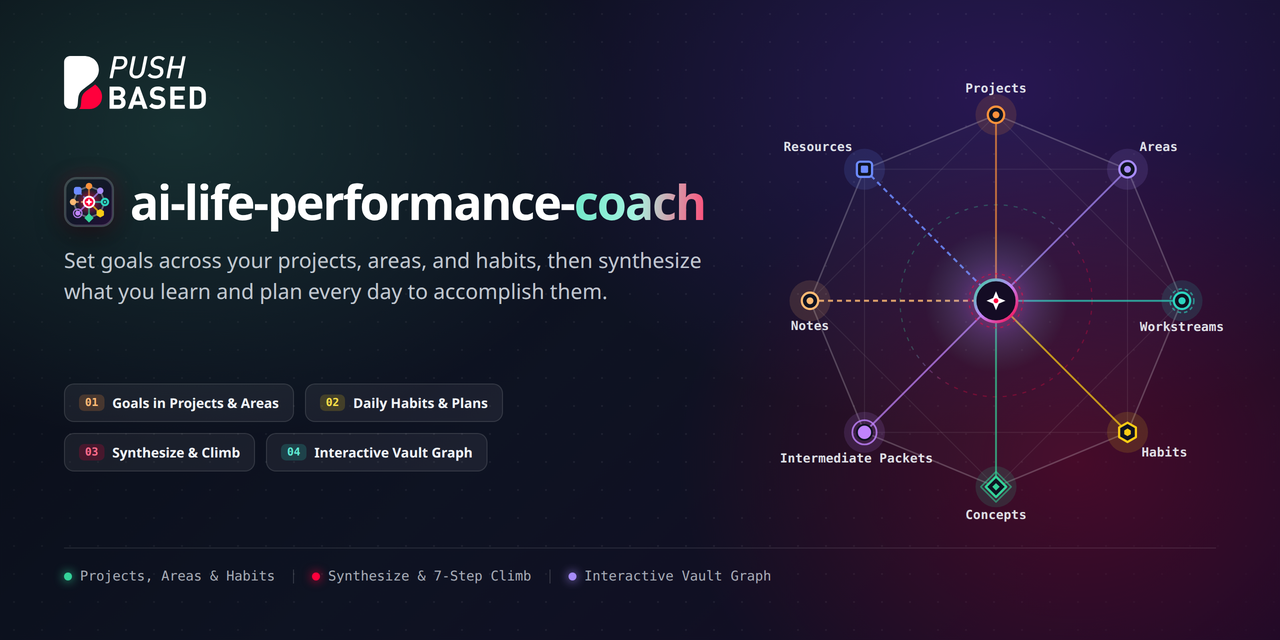 PUSH
BASED
ai-life-performance-coach
Set goals across your projects, areas, and habits, then synthesize
what you learn and plan every day to accomplish them.
01 Goals in Projects & Areas
02 Daily Habits & Plans
03 Synthesize & Climb
04 Interactive Vault Graph
Projects
Resources
Areas
Notes
Workstreams
Intermediate Packets
Habits
Concepts
Projects, Areas & Habits
Synthesize & 7-Step Climb
Interactive Vault Graph